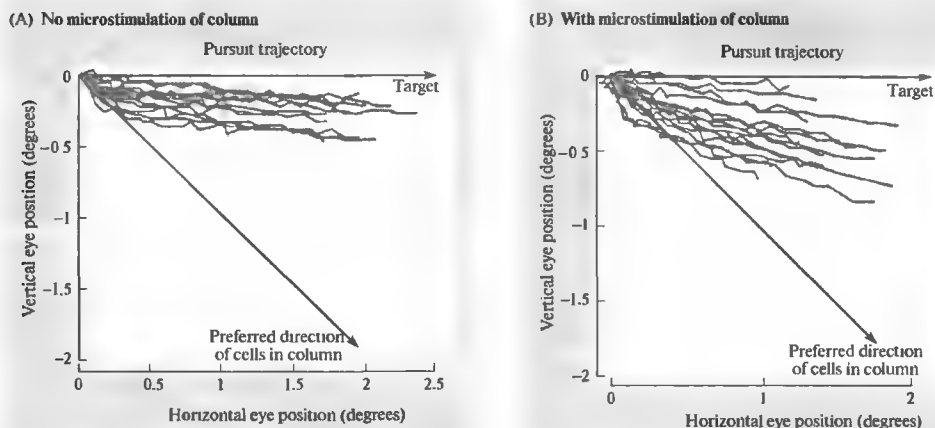 (A) No microstimulation of column
Pursuit trajectory
0
Target
−0.5
−1
−1.5
−2
Vertical eye position (degrees)
Preferred direction
of cells in column
0 0.5 1 1.5 2 2.5
Horizontal eye position (degrees)
(B) With microstimulation of column
Pursuit trajectory
0
Target
−0.5
−1
−1.5
−2
Vertical eye position (degrees)
Preferred direction
of cells in column
0 1 2
Horizontal eye position (degrees)